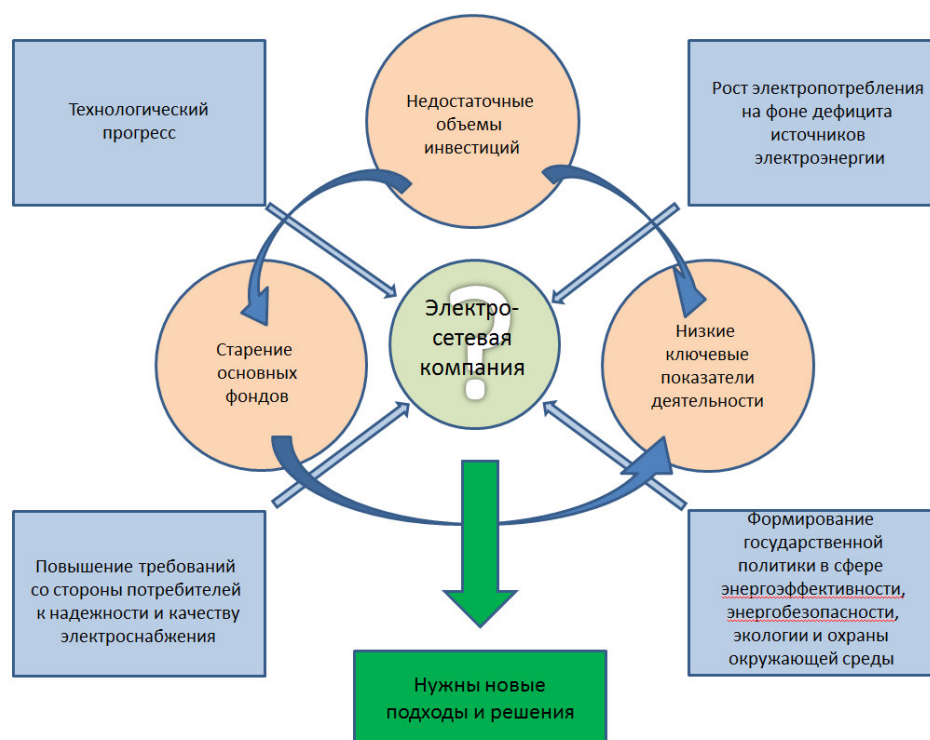 Технологический
прогресс
Недостаточные
объемы
инвестиций
Рост электропотребления
на фоне дефицита
источников
электроэнергии
Старение
основных
фондов
?
Электро-
сетевая
компания
Низкие
ключевые
показатели
деятельности
Повышение требований
со стороны потребителей
к надежности и качеству
электроснабжения
Формирование
государственной
политики в сфере
энергоэффективности,
энергобезопасности,
экологии и охраны
окружающей среды
Нужны новые
подходы и решения